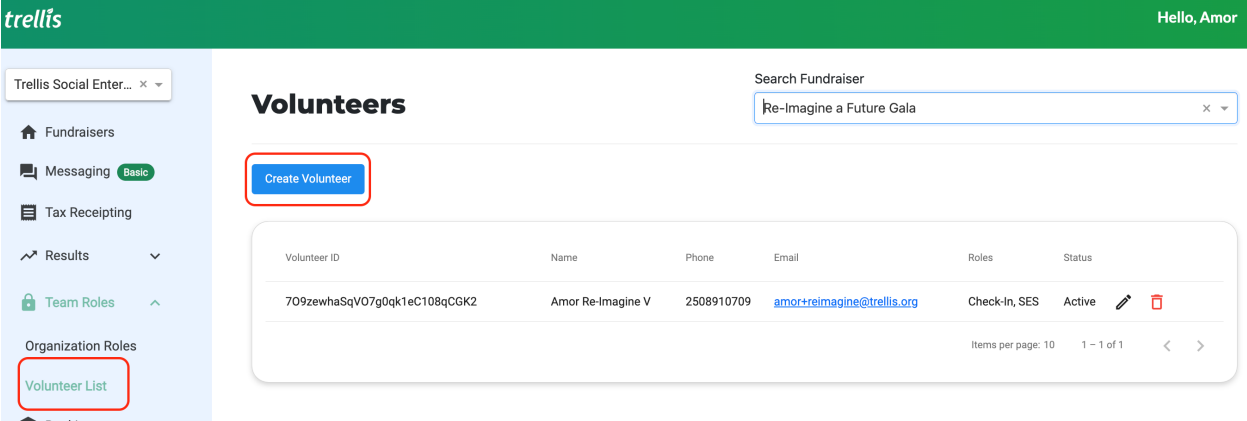 trellis
Hello, Amor
Trellis Social Enter...
Search Fundraiser
Volunteers
Re-Imagine a Future Gala
Fundraisers
Messaging Basic
Create Volunteer
Tax Receipting
Results
Volunteer ID Name Phone Email Roles Status
Team Roles
7O9zewhaSqVO7g0qk1eC108qCGK2 Amor Re-Imagine V 2508910709 amor+reimagine@trellis.org Check-In, SES Active
Organization Roles
Items per page: 10 1 – 1 of 1
Volunteer List